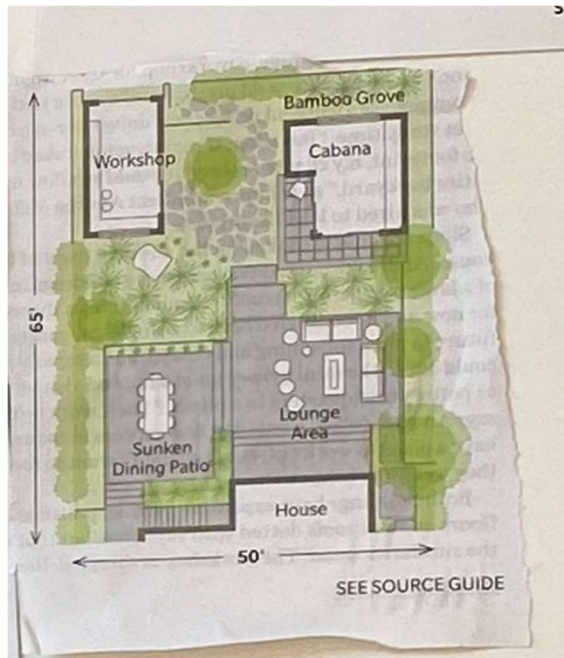 S
Bamboo Grove
Workshop
Cabana
65'
Lounge
Area
Sunken
Dining Patio
House
50'
SEE SOURCE GUIDE